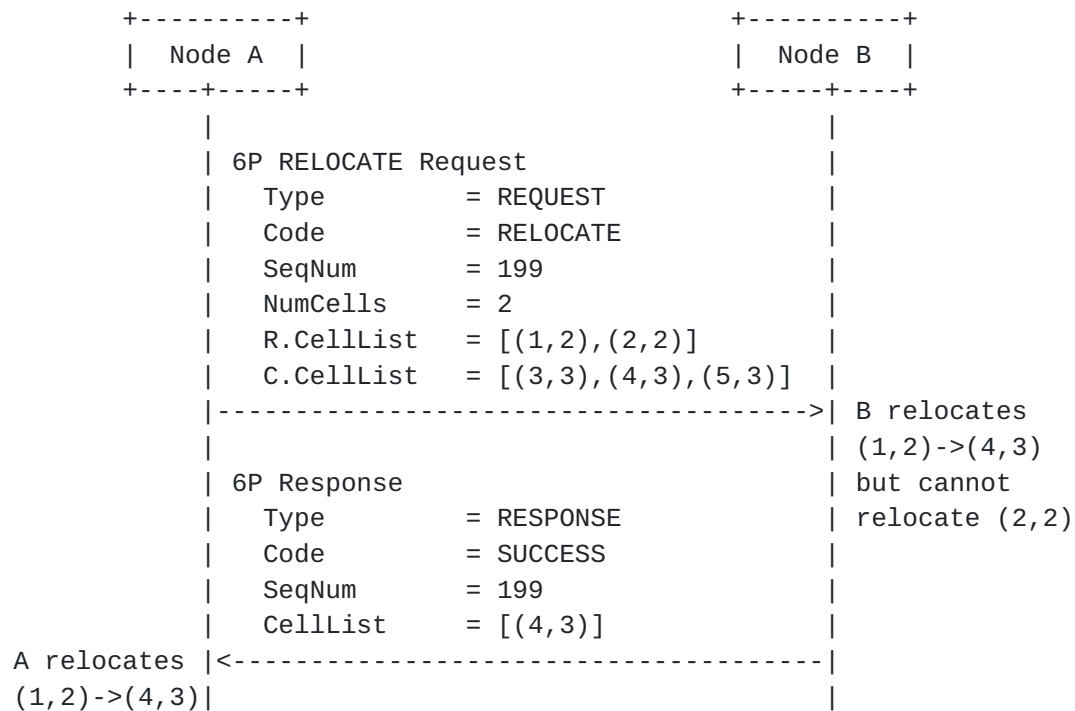 +----------+                           +----------+
|  Node A  |                           |  Node B  |
+----+-----+                           +-----+----+
     |                                       |
     | 6P RELOCATE Request                   |
     |   Type         = REQUEST              |
     |   Code         = RELOCATE             |
     |   SeqNum       = 199                  |
     |   NumCells     = 2                    |
     |   R.CellList   = [(1,2),(2,2)]        |
     |   C.CellList   = [(3,3),(4,3),(5,3)]  |
     |-------------------------------------->| B relocates
     |                                       | (1,2)->(4,3)
     | 6P Response                           | but cannot
     |   Type         = RESPONSE             | relocate (2,2)
     |   Code         = SUCCESS              |
     |   SeqNum       = 199                  |
     |   CellList     = [(4,3)]              |
A relocates |<--------------------------------------|
(1,2)->(4,3)|                                       |